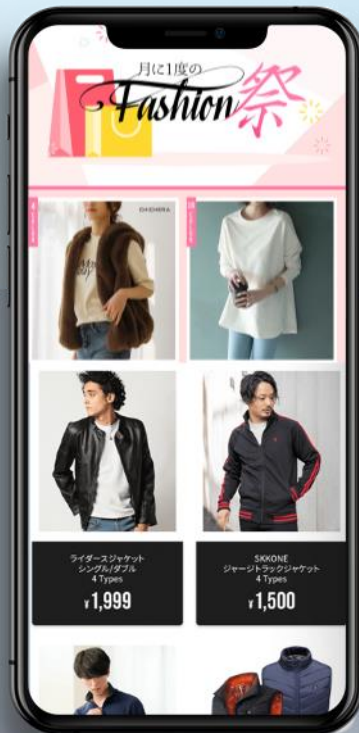 月に1度の
Fashion祭
CHEMIRA
ライダースジャケット
シングル/ダブル
4 Types
¥1,999
SKKONE
ジャージトラックジャケット
4 Types
¥1,500